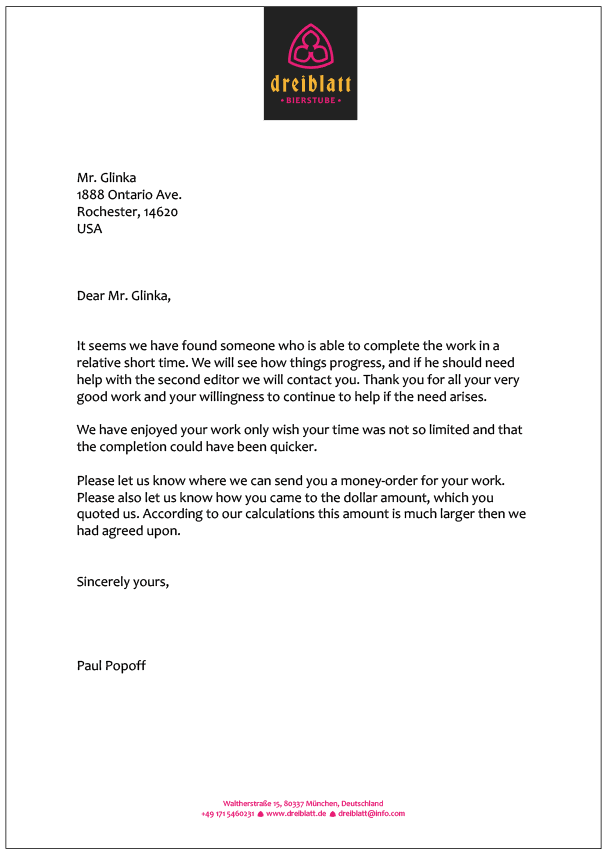 dreiblatt
• BIERSTUBE •
Mr. Glinka
1888 Ontario Ave.
Rochester, 14620
USA
Dear Mr. Glinka,
It seems we have found someone who is able to complete the work in a
relative short time. We will see how things progress, and if he should need
help with the second editor we will contact you. Thank you for all your very
good work and your willingness to continue to help if the need arises.
We have enjoyed your work only wish your time was not so limited and that
the completion could have been quicker.
Please let us know where we can send you a money-order for your work.
Please also let us know how you came to the dollar amount, which you
quoted us. According to our calculations this amount is much larger then we
had agreed upon.
Sincerely yours,
Paul Popoff
Waltherstraße 15, 80337 München, Deutschland
+49 171 5460231 www.dreiblatt.de dreiblatt@info.com